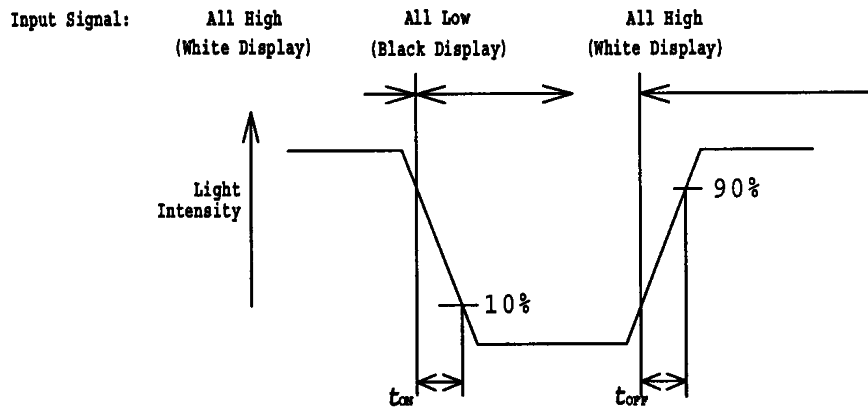 Input Signal: All High All Low All High
(White Display) (Black Display) (White Display)
Light
Intensity
90%
10%
tON tOFF